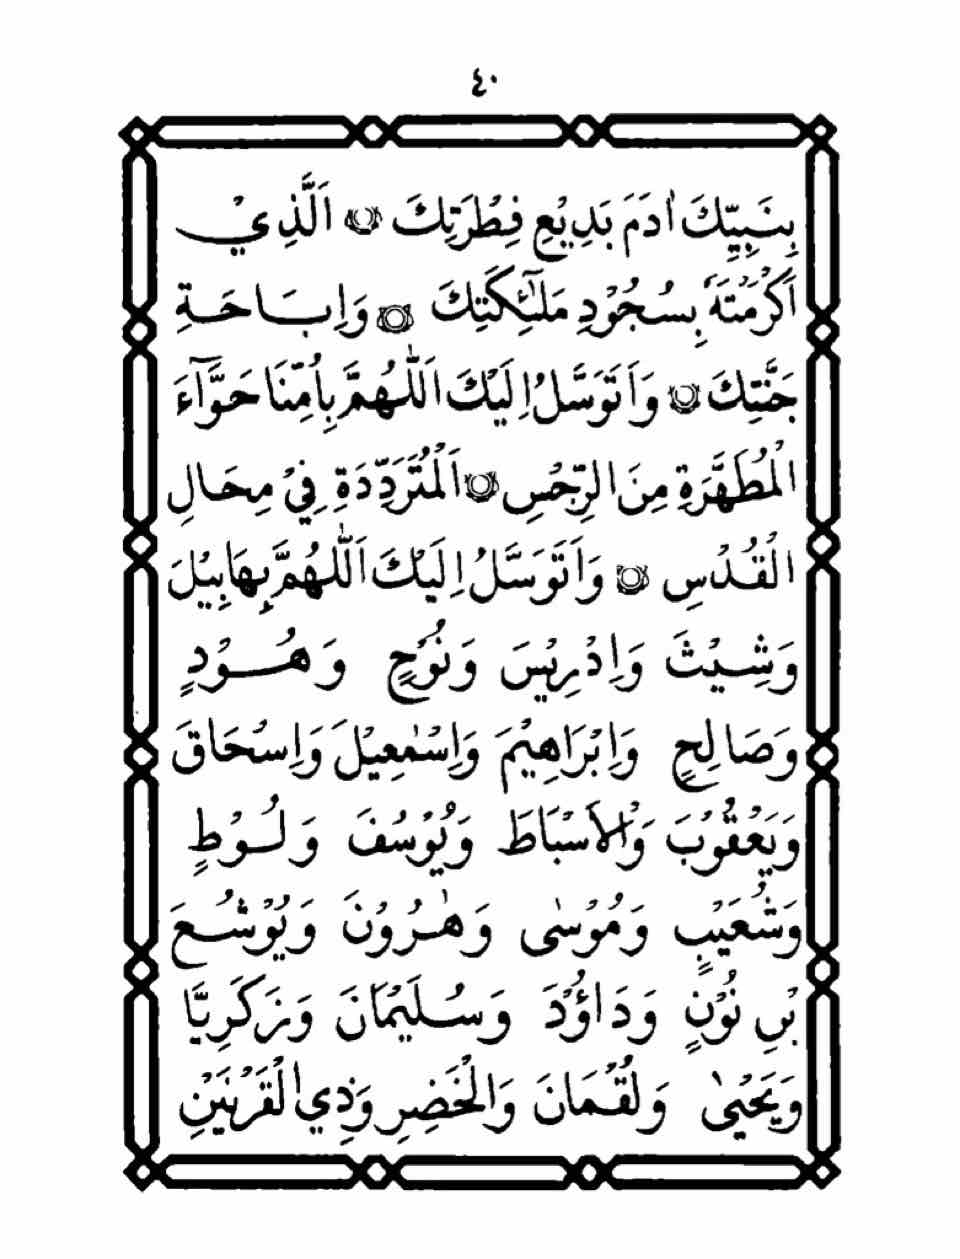 ٤٠
بِنَبِيِّكَ اٰدَمَ بَدِيْعِ فِطْرَتِكَ ۞ اَلَّذِيْ
اَكْرَمْتَهٗ بِسُجُوْدِ مَلٰٓئِكَتِكَ ۞ وَاِبَاحَةِ
جَنَّتِكَ ۞ وَاَتَوَسَّلُ اِلَيْكَ اَللّٰهُمَّ بِاُمِّنَا حَوَّآءَ
الْمُطَهَّرَةِ مِنَ الرِّجْسِ ۞ اَلْمُتَرَدِّدَةِ فِيْ مِحَالِ
الْقُدْسِ ۞ وَاَتَوَسَّلُ اِلَيْكَ اَللّٰهُمَّ بِهَابِيْلَ
وَشِيْثَ وَاِدْرِيْسَ وَنُوْحٍ وَهُوْدٍ
وَصَالِحٍ وَاِبْرَاهِيْمَ وَاِسْمٰعِيْلَ وَاِسْحَاقَ
وَيَعْقُوْبَ وَالْاَسْبَاطَ وَيُوْسُفَ وَلُوْطٍ
وَشُعَيْبٍ وَمُوْسٰى وَهٰرُوْنَ وَيُوْشَعَ
بْنِ نُوْنٍ وَدَاؤُدَ وَسُلَيْمَانَ وَزَكَرِيَّا
وَيَحْيٰى وَلُقْمَانَ وَالْخَضِرِ وَذِي الْقَرْنَيْنِ